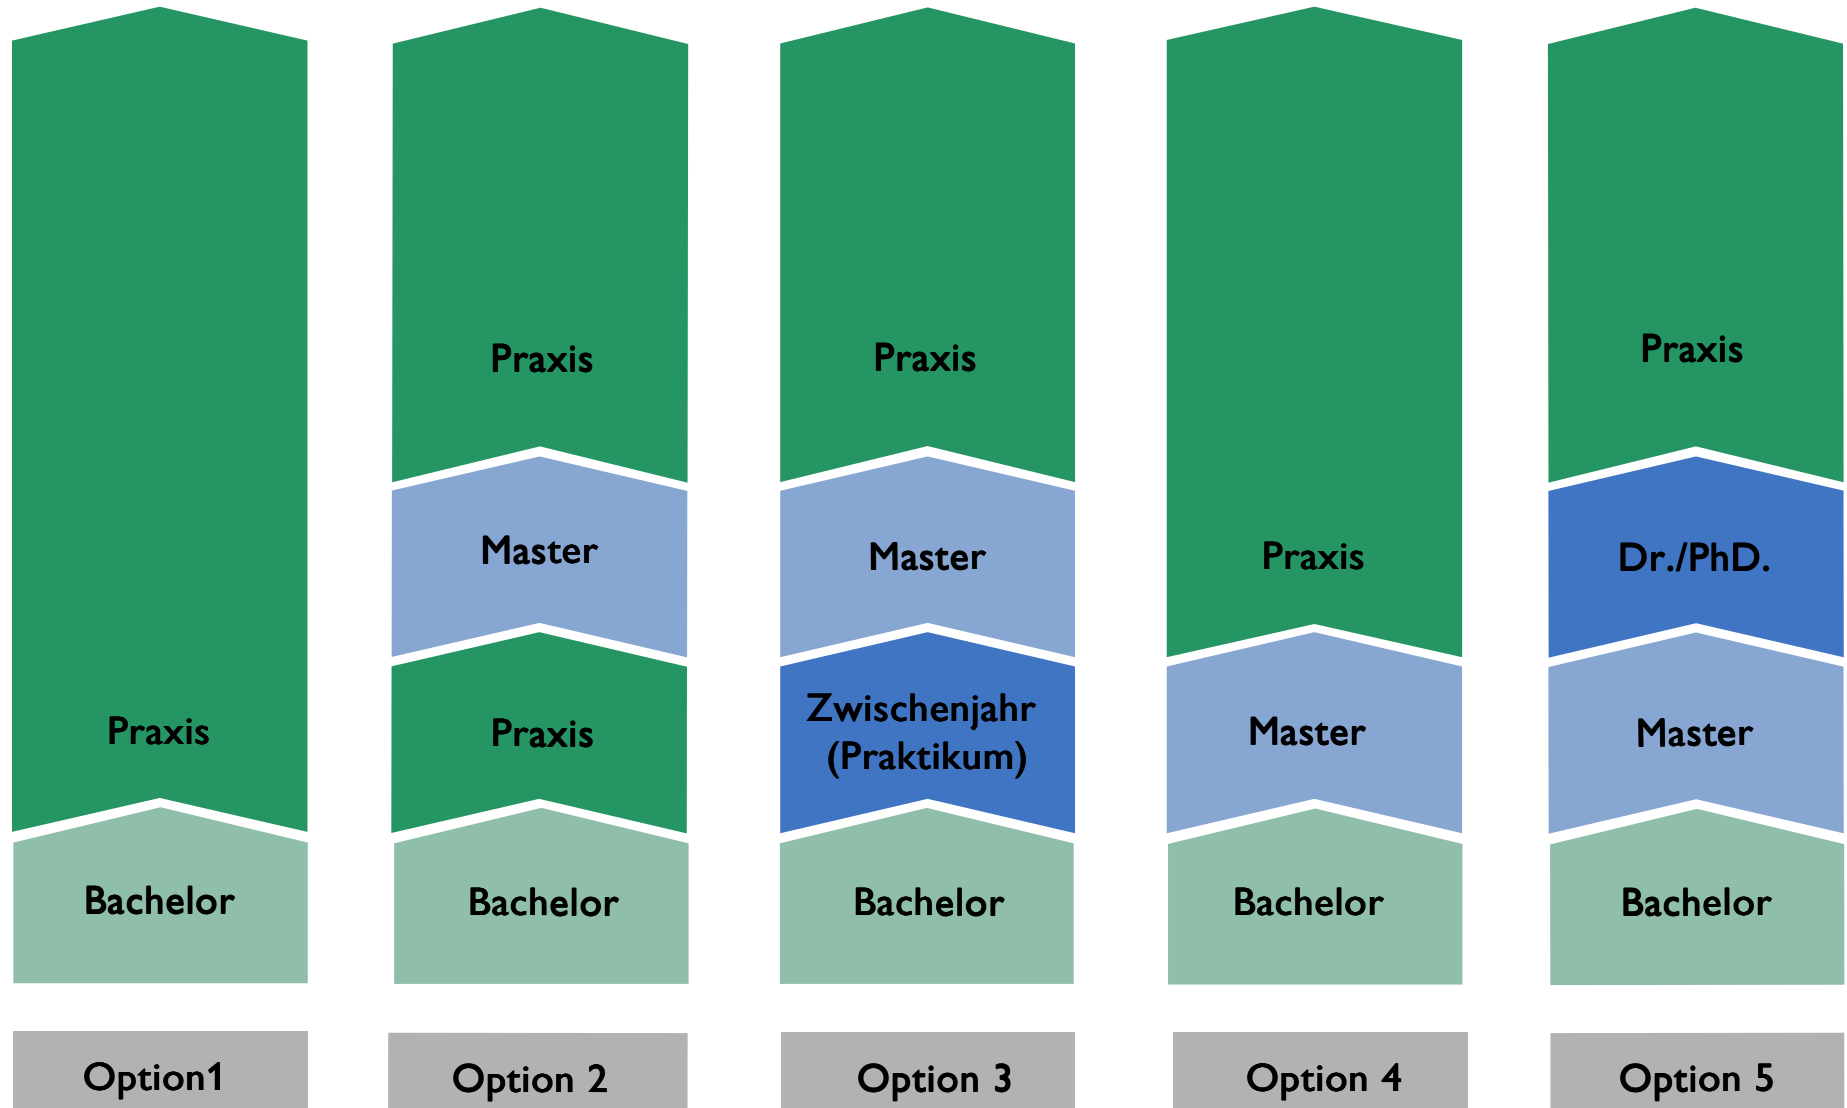 Praxis
Bachelor
Option1
Praxis
Master
Praxis
Bachelor
Option 2
Praxis
Master
Zwischenjahr
(Praktikum)
Bachelor
Option 3
Praxis
Master
Bachelor
Option 4
Praxis
Dr./PhD.
Master
Bachelor
Option 5